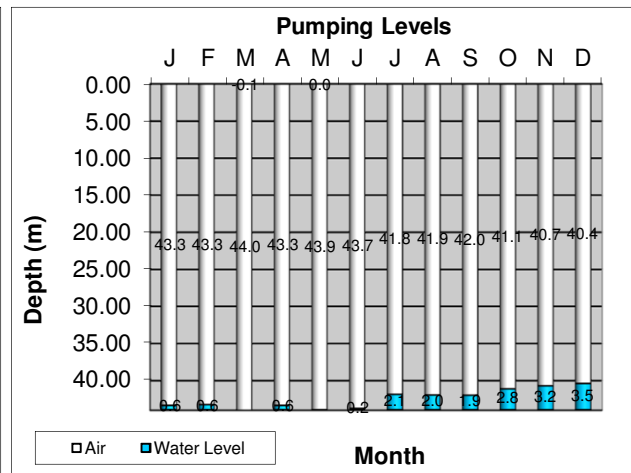 Pumping Levels
J F M A M J J A S O N D
0.00
-0.1 0.0
5.00
10.00
15.00
20.00
43.3 43.3 44.0 43.3 43.9 43.7 41.8 41.9 42.0 41.1 40.7 40.4
25.00
30.00
35.00
40.00
0.6 0.6 0.6 0.2 2.1 2.0 1.9 2.8 3.2 3.5
Depth (m)
Air Water Level
Month